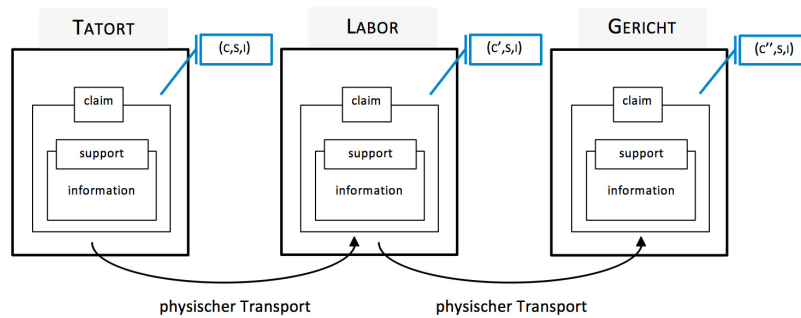 TATORT
LABOR
GERICHT
(C,S,I)
(C',S,I)
(C'',S,I)
claim
claim
claim
support
support
support
information
information
information
physischer Transport
physischer Transport